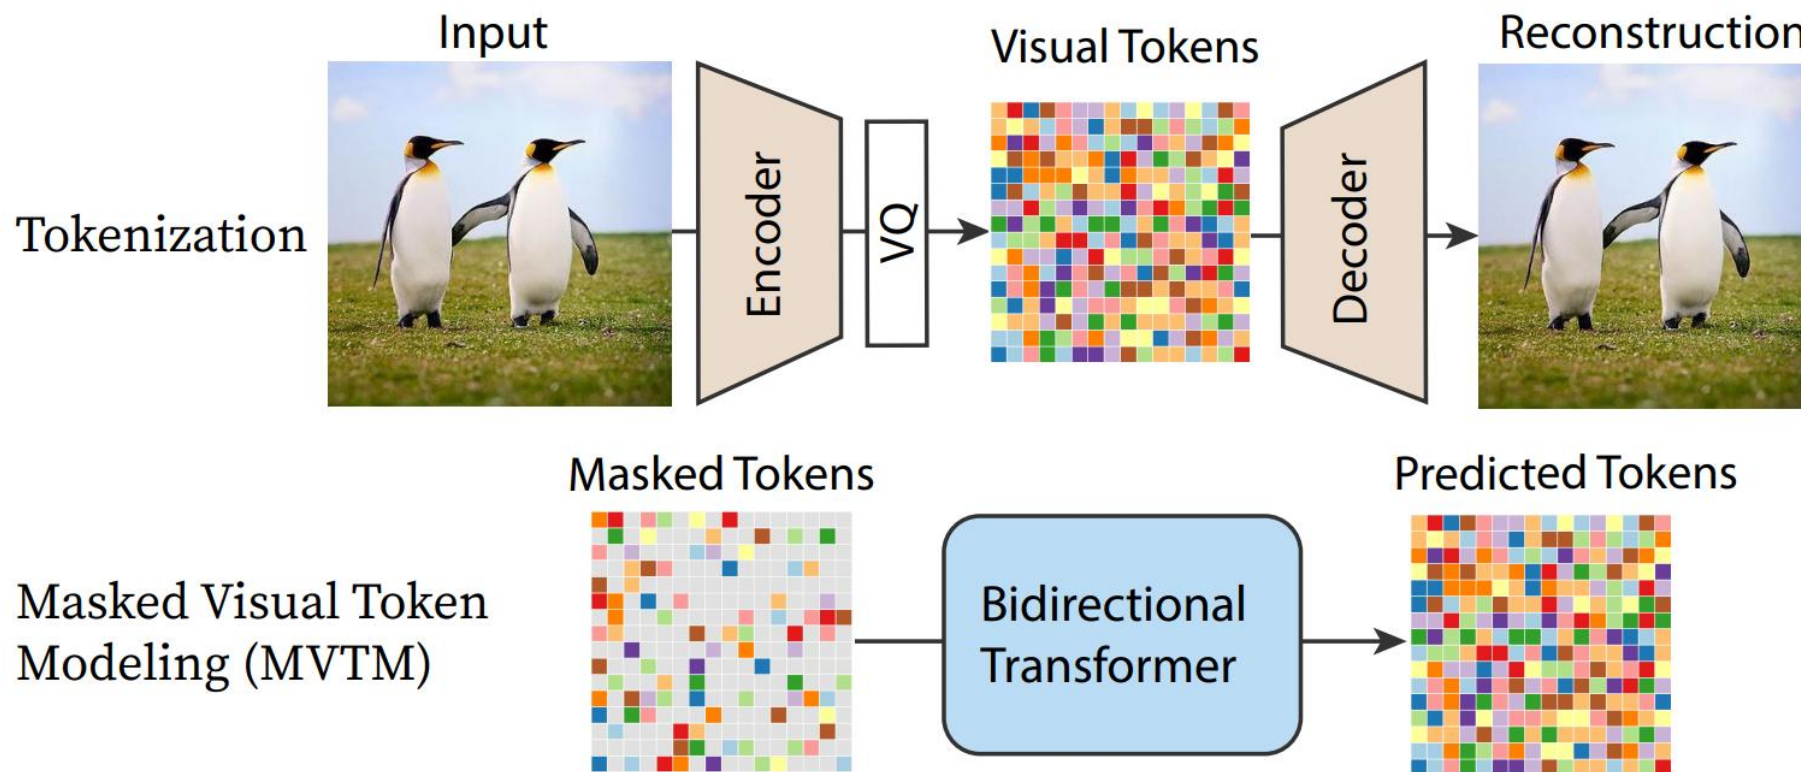 Input
Visual Tokens
Reconstruction
Tokenization
Encoder
VQ
Decoder
Masked Tokens
Predicted Tokens
Masked Visual Token
Modeling (MVTM)
Bidirectional
Transformer